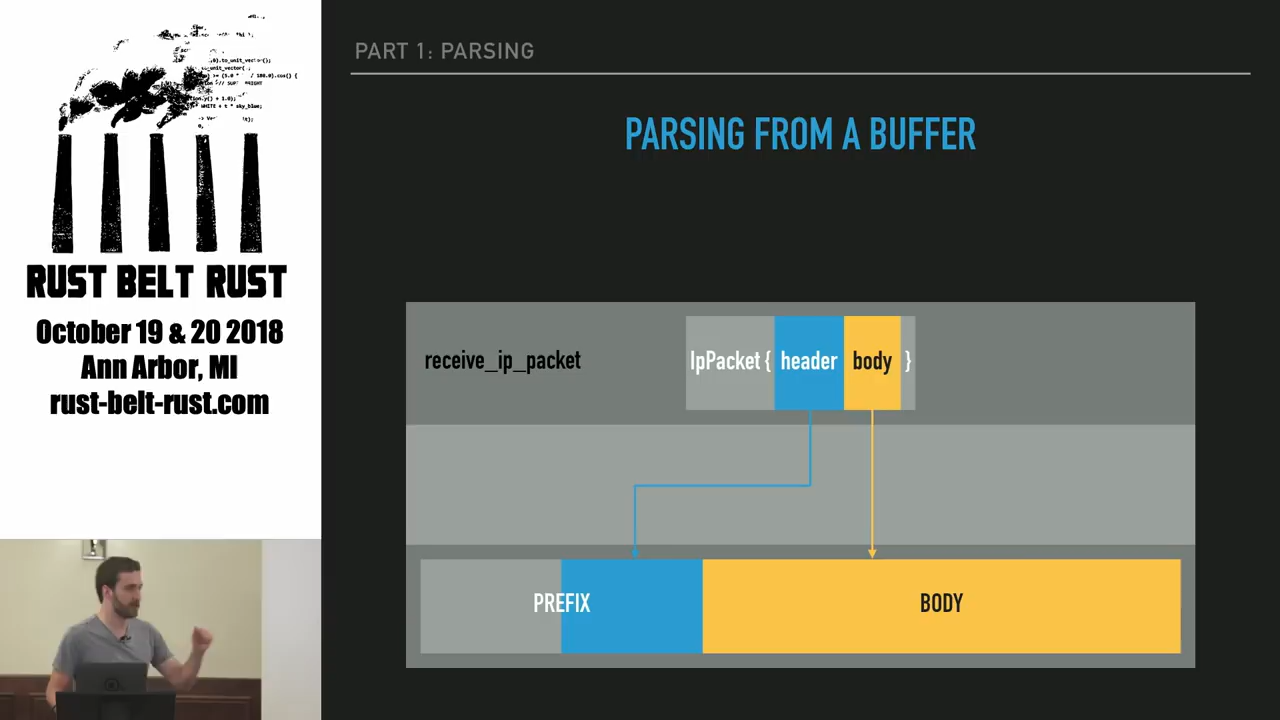 PART 1: PARSING
PARSING FROM A BUFFER
receive_ip_packet
IpPacket { header body }
PREFIX
BODY
RUST BELT RUST
October 19 & 20 2018
Ann Arbor, MI
rust-belt-rust.com